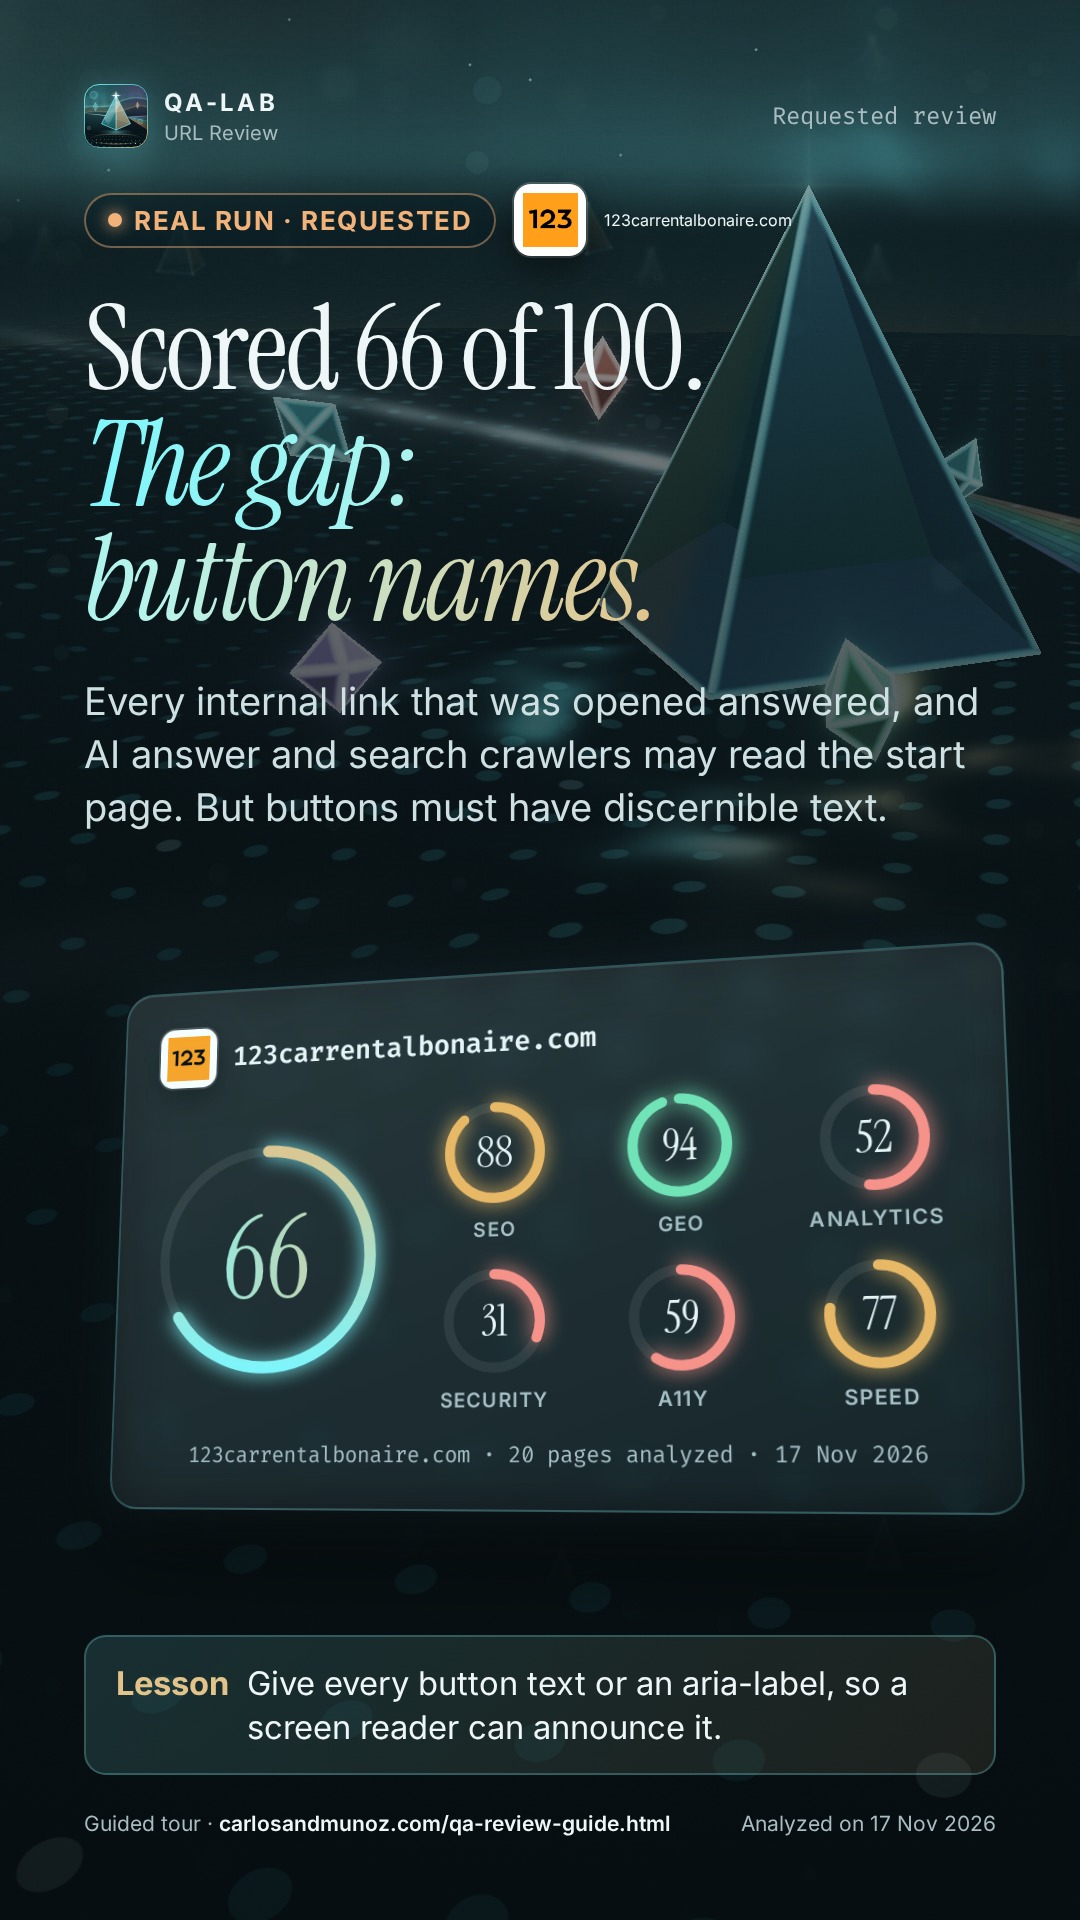 QA-LAB
URL Review
Requested review
REAL RUN · REQUESTED
123
123carrentalbonaire.com
Scored 66 of 100.
The gap:
button names.
Every internal link that was opened answered, and
AI answer and search crawlers may read the start
page. But buttons must have discernible text.
123
123carrentalbonaire.com
66
88
SEO
94
GEO
52
ANALYTICS
31
SECURITY
59
A11Y
77
SPEED
123carrentalbonaire.com · 20 pages analyzed · 17 Nov 2026
Lesson Give every button text or an aria-label, so a
screen reader can announce it.
Guided tour · carlosandmunoz.com/qa-review-guide.html
Analyzed on 17 Nov 2026